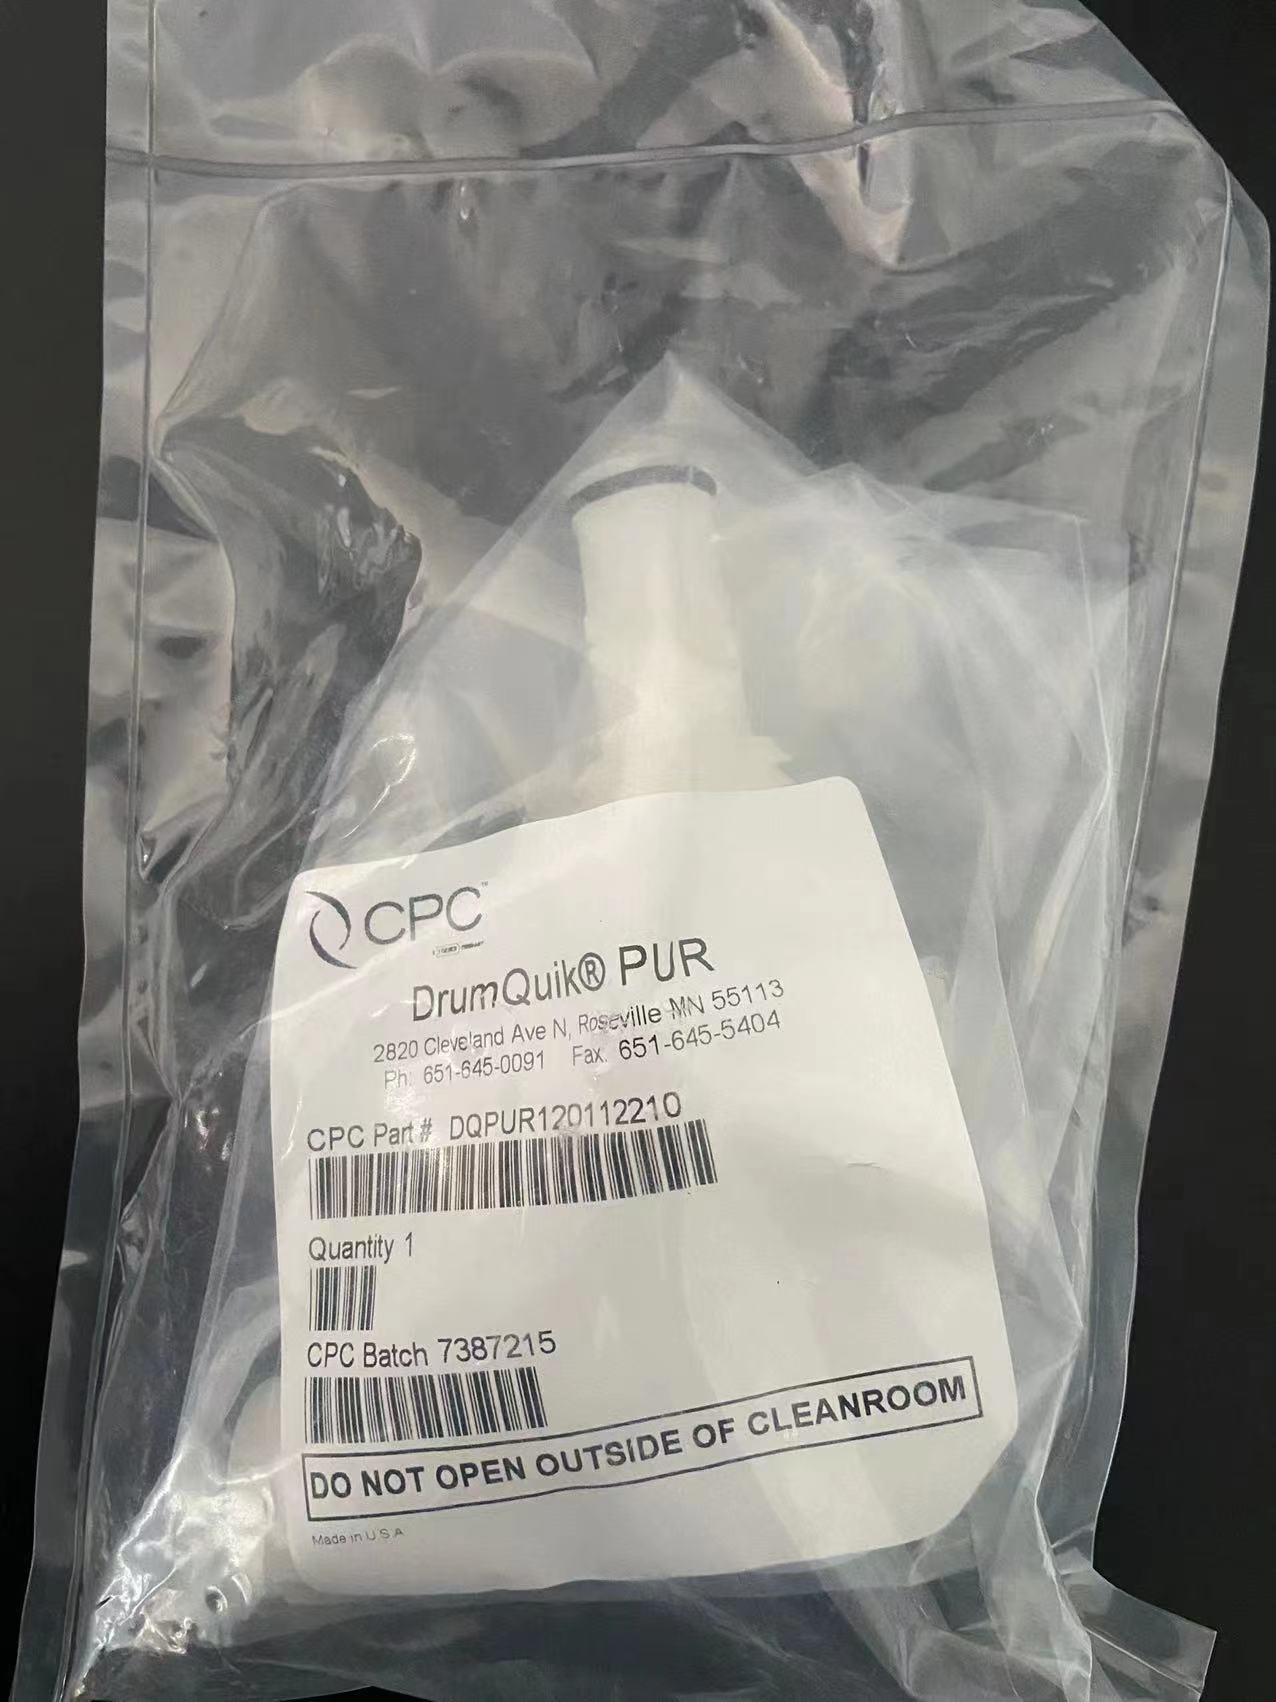 CPC™
DrumQuik® PUR
2820 Cleveland Ave N, Roseville MN 55113
Ph: 651-645-0091 Fax. 651-645-5404
CPC Part # DQPUR120112210
Quantity 1
CPC Batch 7387215
DO NOT OPEN OUTSIDE OF CLEANROOM
Made in U.S.A